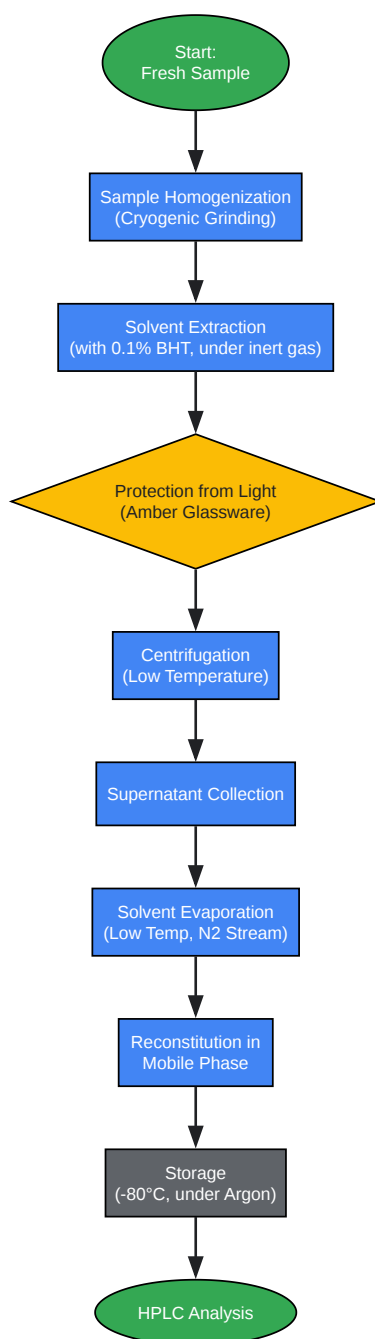 Start:
Fresh Sample
Sample Homogenization
(Cryogenic Grinding)
Solvent Extraction
(with 0.1% BHT, under inert gas)
Protection from Light
(Amber Glassware)
Centrifugation
(Low Temperature)
Supernatant Collection
Solvent Evaporation
(Low Temp, N2 Stream)
Reconstitution in
Mobile Phase
Storage
(-80°C, under Argon)
HPLC Analysis